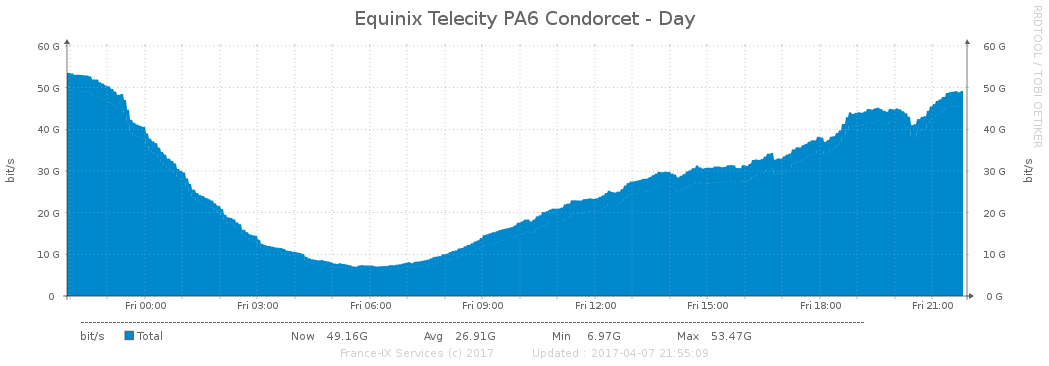 Equinix Telecity PA6 Condorcet - Day
RRDTOOL / TOBI OETIKER
60 G 60 G
50 G 50 G
40 G 40 G
30 G 30 G
20 G 20 G
10 G 10 G
0 0 G
bit/s
bit/s
Fri 00:00 Fri 03:00 Fri 06:00 Fri 09:00 Fri 12:00 Fri 15:00 Fri 18:00 Fri 21:00
bit/s Total Now 49.16G Avg 26.91G Min 6.97G Max 53.47G
France-IX Services (c) 2017 Updated : 2017-04-07 21:55:09